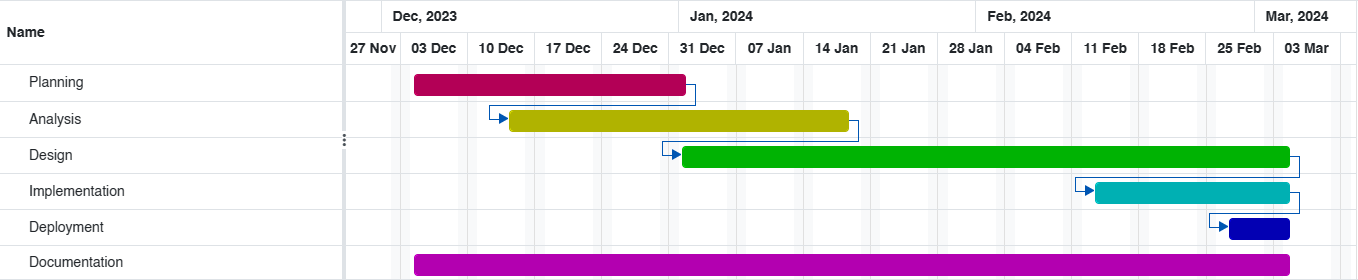 Name
Dec, 2023 Jan, 2024 Feb, 2024 Mar, 2024
27 Nov 03 Dec 10 Dec 17 Dec 24 Dec 31 Dec 07 Jan 14 Jan 21 Jan 28 Jan 04 Feb 11 Feb 18 Feb 25 Feb 03 Mar
Planning
Analysis
Design
Implementation
Deployment
Documentation